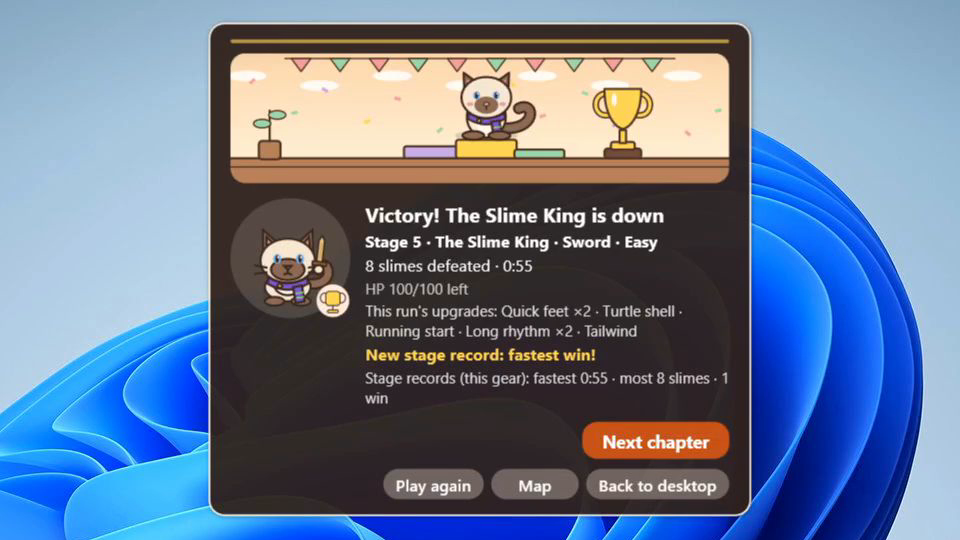 Victory! The Slime King is down
Stage 5 · The Slime King · Sword · Easy
8 slimes defeated · 0:55
HP 100/100 left
This run's upgrades: Quick feet ×2 · Turtle shell ·
Running start · Long rhythm ×2 · Tailwind
New stage record: fastest win!
Stage records (this gear): fastest 0:55 · most 8 slimes · 1
win
Next chapter
Play again
Map
Back to desktop